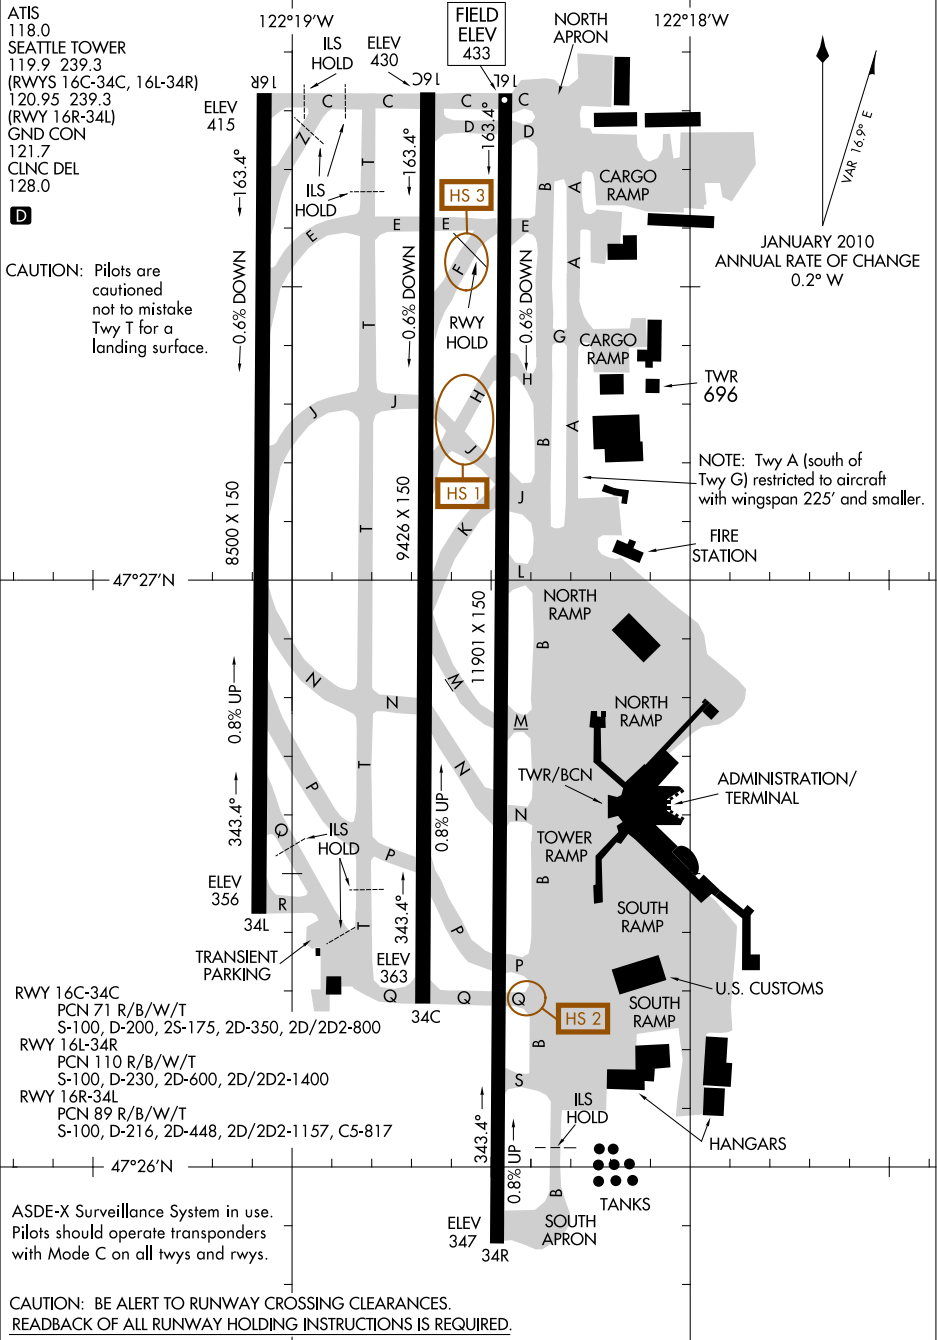 ATIS
118.0
SEATTLE TOWER
119.9 239.3
(RWYS 16C-34C, 16L-34R)
120.95 239.3
(RWY 16R-34L)
GND CON
121.7
CLNC DEL
128.0
D
CAUTION: Pilots are
cautioned
not to mistake
Twy T for a
landing surface.
122°19'W
122°18'W
FIELD
ELEV
433
NORTH
APRON
ILS
HOLD
ELEV
430
ELEV
415
16R
16C
16L
C
C
C
C
D
D
Z
T
163.4°
163.4°
163.4°
ILS
HOLD
HS 3
B
A
CARGO
RAMP
VAR 16.9° E
JANUARY 2010
ANNUAL RATE OF CHANGE
0.2° W
E
E
E
E
F
A
RWY
HOLD
0.6% DOWN
0.6% DOWN
0.6% DOWN
T
G
CARGO
RAMP
TWR
696
H
H
J
J
J
J
A
B
HS 1
NOTE: Twy A (south of
Twy G) restricted to aircraft
with wingspan 225' and smaller.
8500 X 150
9426 X 150
11901 X 150
T
K
L
FIRE
STATION
47°27'N
NORTH
RAMP
B
N
N
M
M
NORTH
RAMP
0.8% UP
343.4°
P
T
N
N
0.8% UP
TWR/BCN
ADMINISTRATION/
TERMINAL
TOWER
RAMP
Q
ILS
HOLD
P
B
ELEV
356
34L
R
T
343.4°
P
P
SOUTH
RAMP
TRANSIENT
PARKING
ELEV
363
Q
Q
Q
34C
HS 2
U.S. CUSTOMS
SOUTH
RAMP
RWY 16C-34C
PCN 71 R/B/W/T
S-100, D-200, 2S-175, 2D-350, 2D/2D2-800
RWY 16L-34R
PCN 110 R/B/W/T
S-100, D-230, 2D-600, 2D/2D2-1400
RWY 16R-34L
PCN 89 R/B/W/T
S-100, D-216, 2D-448, 2D/2D2-1157, C5-817
B
S
ILS
HOLD
HANGARS
343.4°
0.8% UP
47°26'N
B
TANKS
ASDE-X Surveillance System in use.
Pilots should operate transponders
with Mode C on all twys and rwys.
ELEV
347
34R
SOUTH
APRON
CAUTION: BE ALERT TO RUNWAY CROSSING CLEARANCES.
READBACK OF ALL RUNWAY HOLDING INSTRUCTIONS IS REQUIRED.